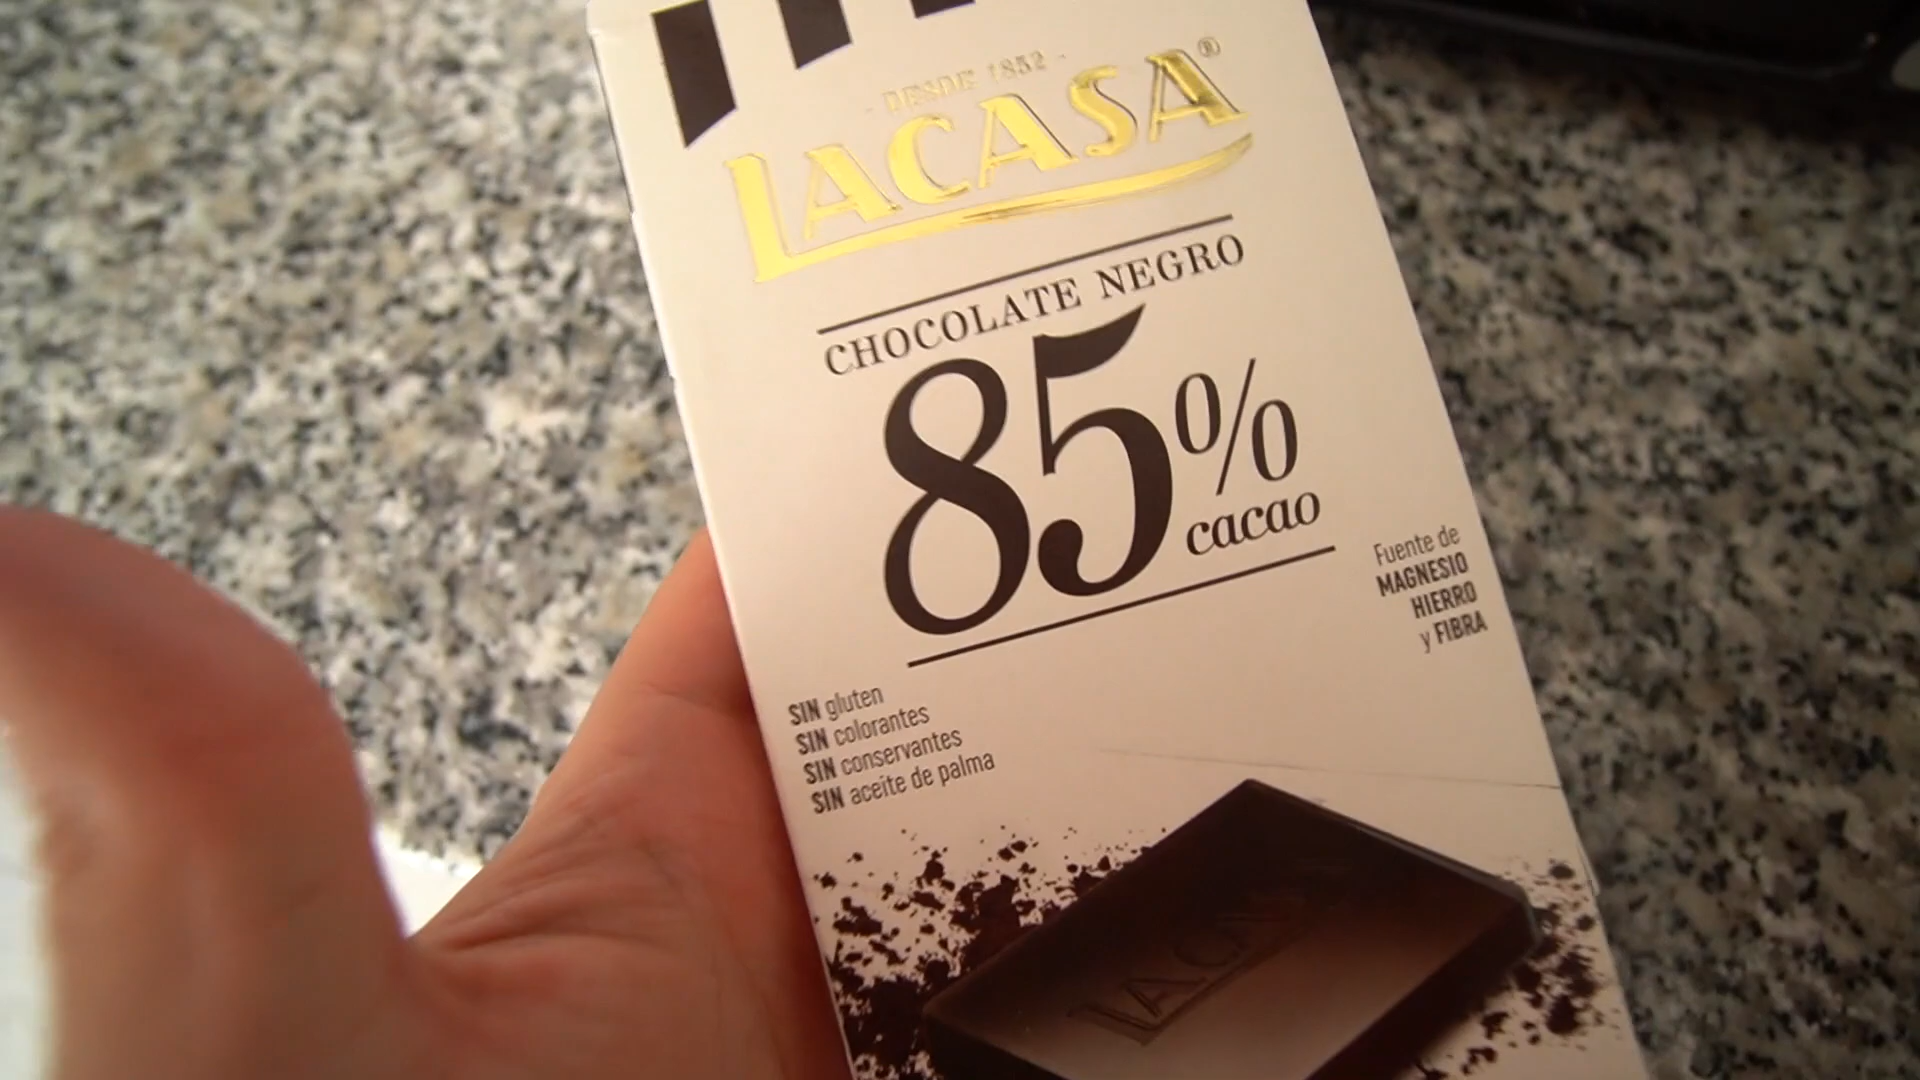 - DESDE 1852 -
LACASA®
CHOCOLATE NEGRO
85%
cacao
Fuente de
MAGNESIO
HIERRO
y FIBRA
SIN gluten
SIN colorantes
SIN conservantes
SIN aceite de palma
LACASA